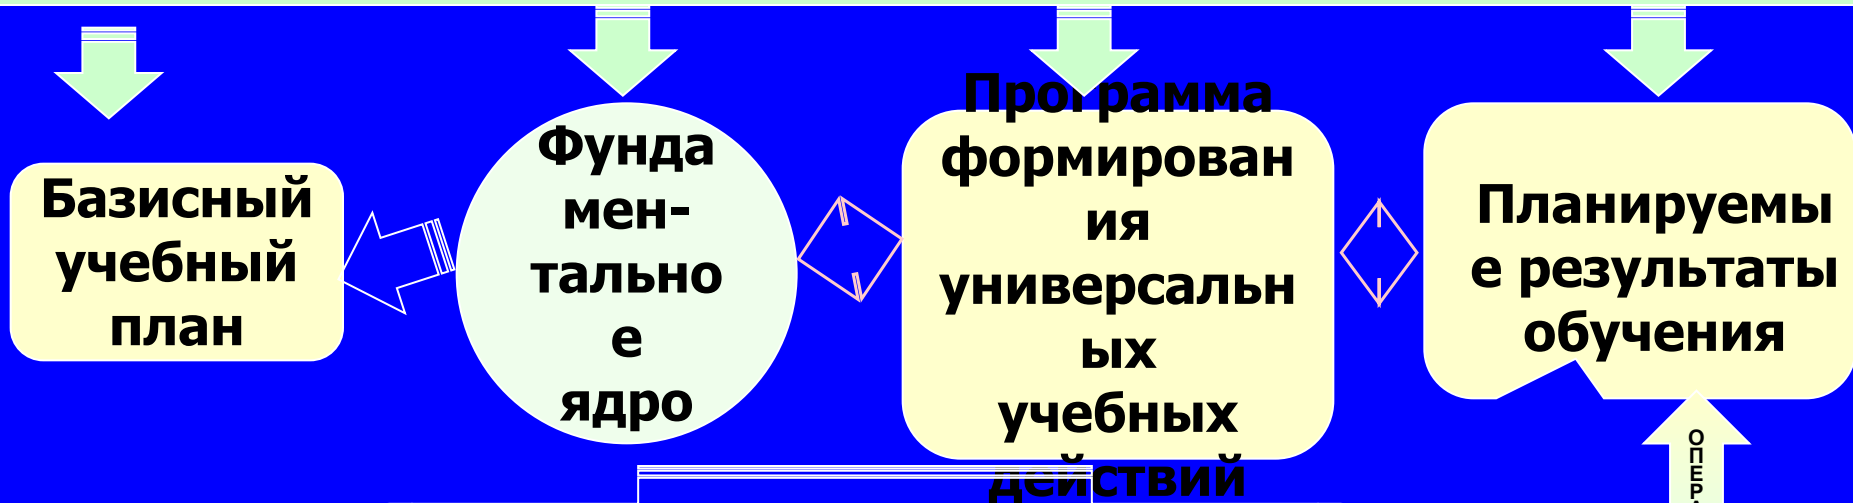 Базисный
учебный
план
Фунда
мен-
тально
е
ядро
Программа
формирован
ия
универсальн
ых
учебных
действий
Планируемы
е результаты
обучения
О
П
Е
Р